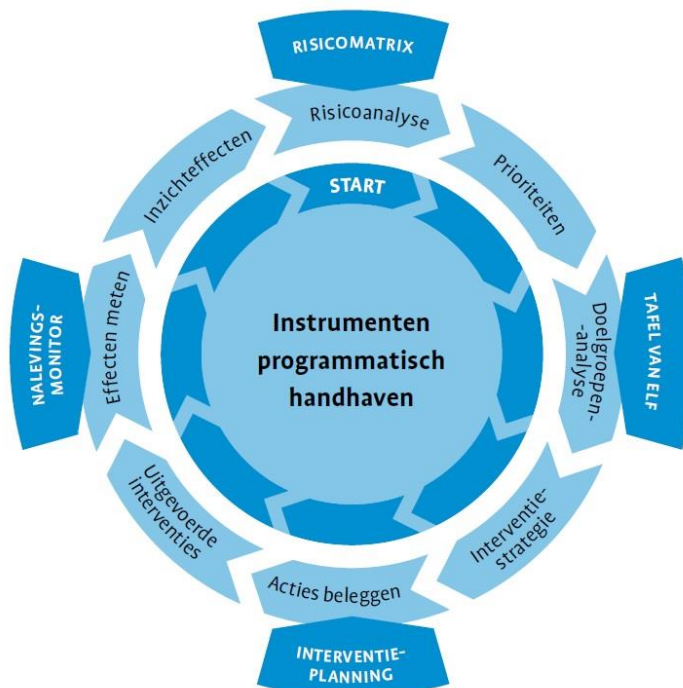 RISICOMATRIX
Risicoanalyse
START
Prioriteiten
TAFEL VAN ELF
Doelgroepen-
-analyse
Interventie-
strategie
INTERVENTIE-
PLANNING
Acties beleggen
Uitgevoerde
interventies
NALEVINGS-
MONITOR
Effecten meten
Inzichteffecten
Instrumenten
programmatisch
handhaven